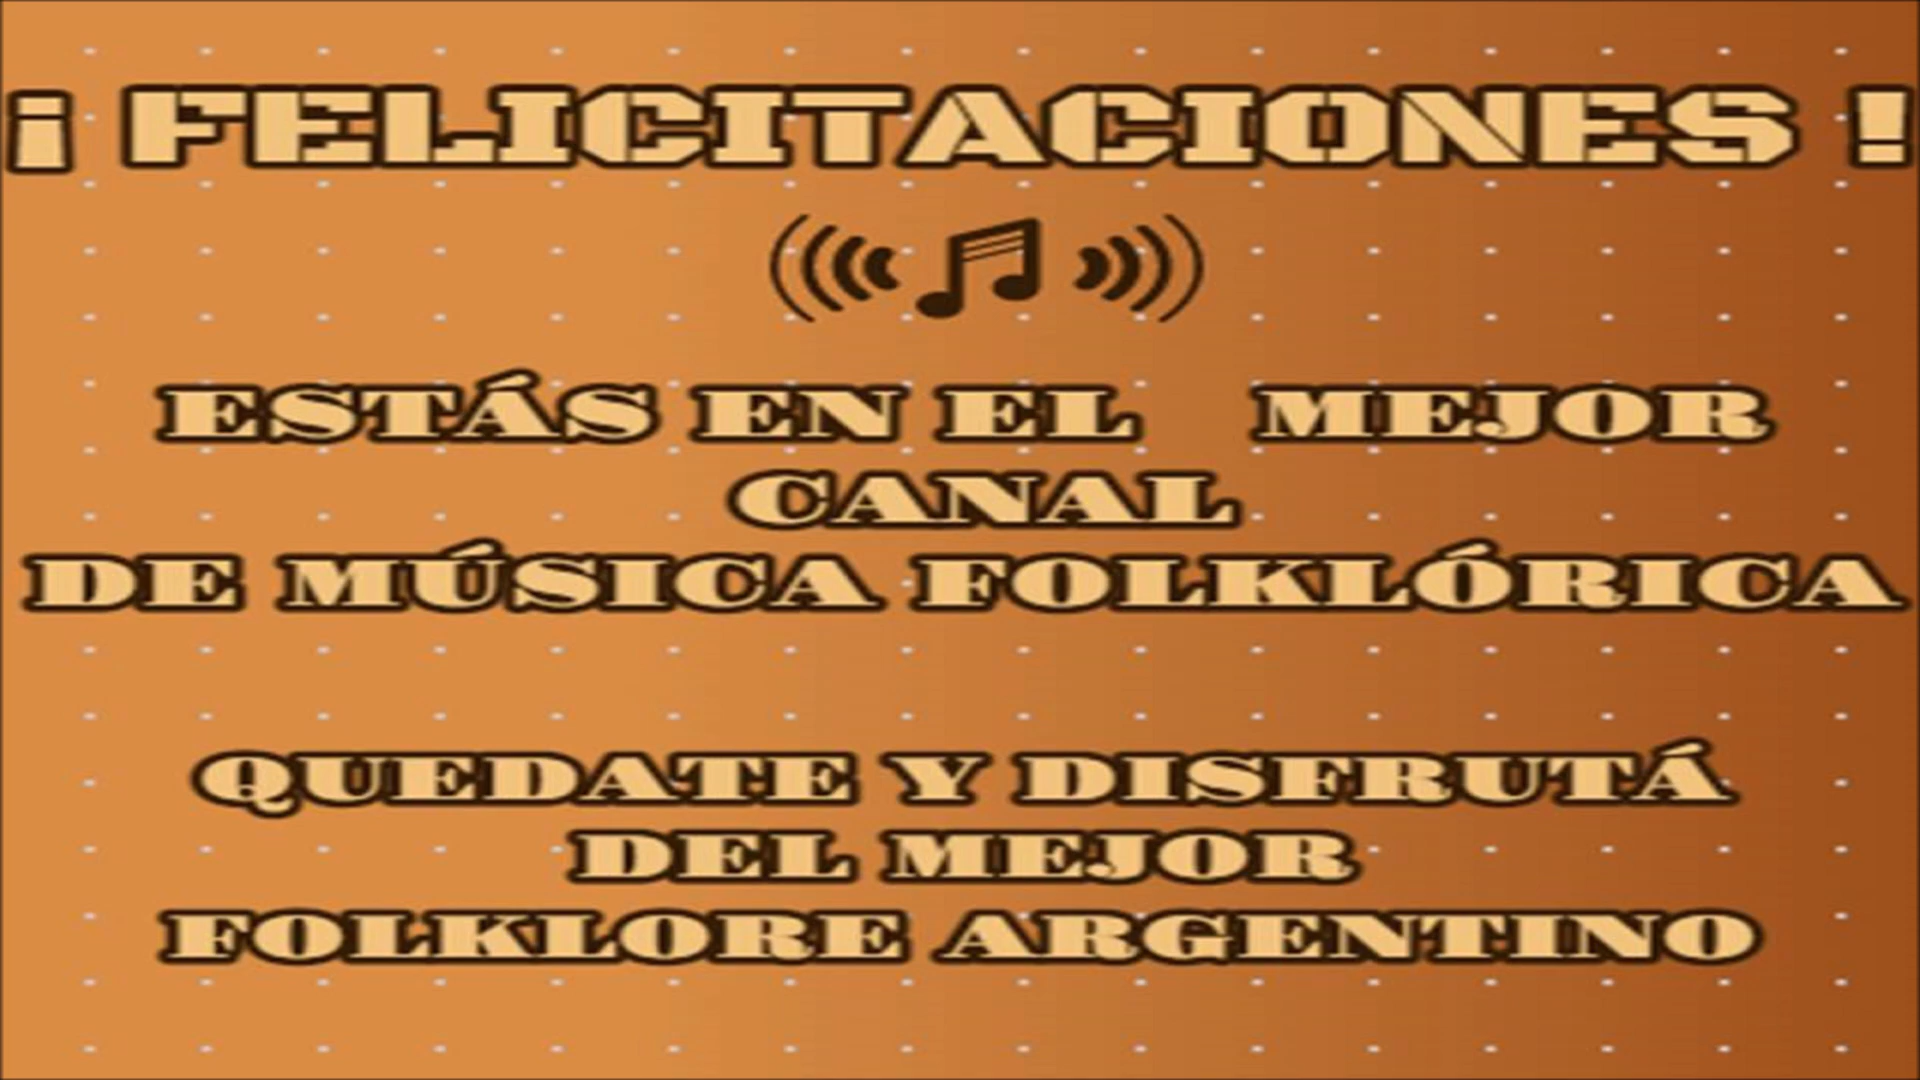 ¡ FELICITACIONES !
ESTÁS EN EL MEJOR
CANAL
DE MÚSICA FOLKLÓRICA
QUEDATE Y DISFRUTÁ
DEL MEJOR
FOLKLORE ARGENTINO